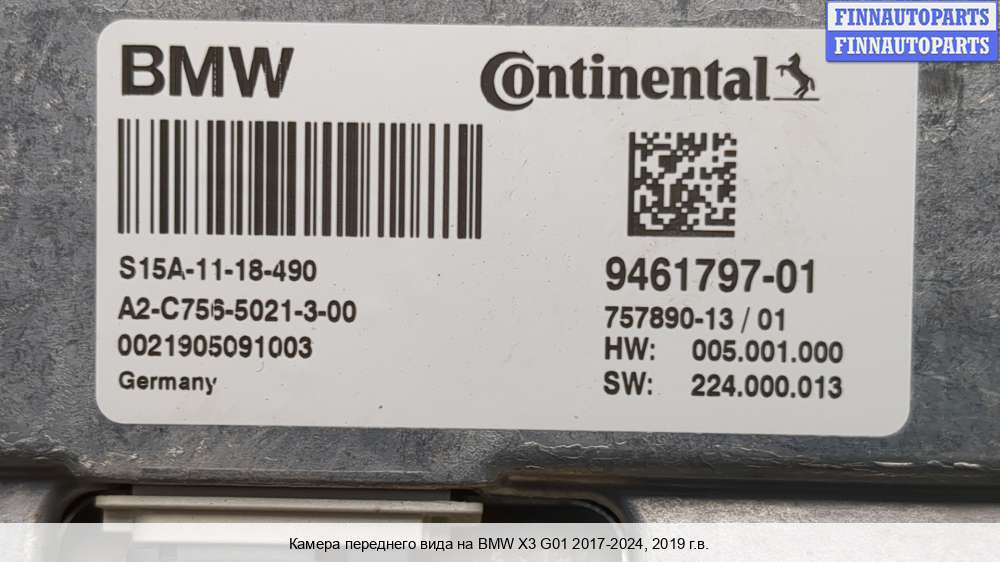 FINNAUTOPARTS
FINNAUTOPARTS
BMW
Continental
S15A-11-18-490
A2-C756-5021-3-00
0021905091003
Germany
9461797-01
757890-13 / 01
HW: 005.001.000
SW: 224.000.013
Камера переднего вида на BMW X3 G01 2017-2024, 2019 г.в.